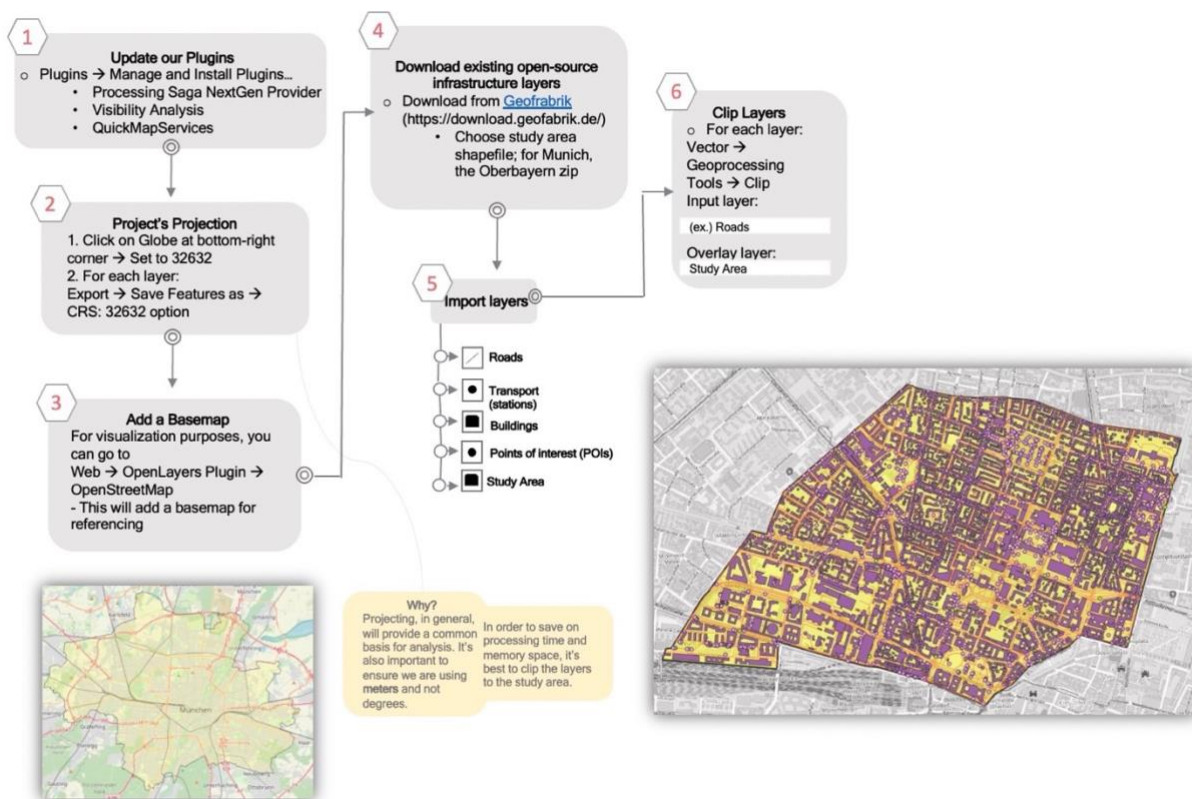 1
Update our Plugins
o Plugins → Manage and Install Plugins…
• Processing Saga NextGen Provider
• Visibility Analysis
• QuickMapServices
2
Project's Projection
1. Click on Globe at bottom-right
corner → Set to 32632
2. For each layer:
Export → Save Features as →
CRS: 32632 option
3
Add a Basemap
For visualization purposes, you
can go to
Web → OpenLayers Plugin →
OpenStreetMap
- This will add a basemap for
referencing
4
Download existing open-source
infrastructure layers
o Download from Geofrabrik
(https://download.geofabrik.de/)
• Choose study area
shapefile; for Munich,
the Oberbayern zip
5
Import layers
Roads
Transport
(stations)
Buildings
Points of interest (POIs)
Study Area
6
Clip Layers
o For each layer:
Vector →
Geoprocessing
Tools → Clip
Input layer:
(ex.) Roads
Overlay layer:
Study Area
Why?
Projecting, in general,
will provide a common
basis for analysis. It's
also important to
ensure we are using
meters and not
degrees.
In order to save on
processing time and
memory space, it's
best to clip the layers
to the study area.
München